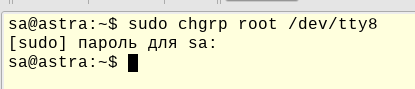 sa@astra:~$ sudo chgrp root /dev/tty8
[sudo] пароль для sa:
sa@astra:~$